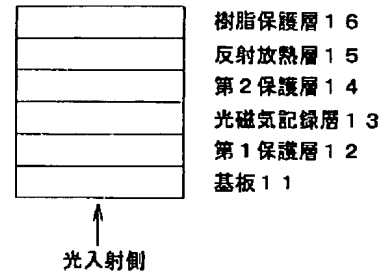 樹脂保護層１６
反射放熱層１５
第２保護層１４
光磁気記録層１３
第１保護層１２
基板１１
光入射側